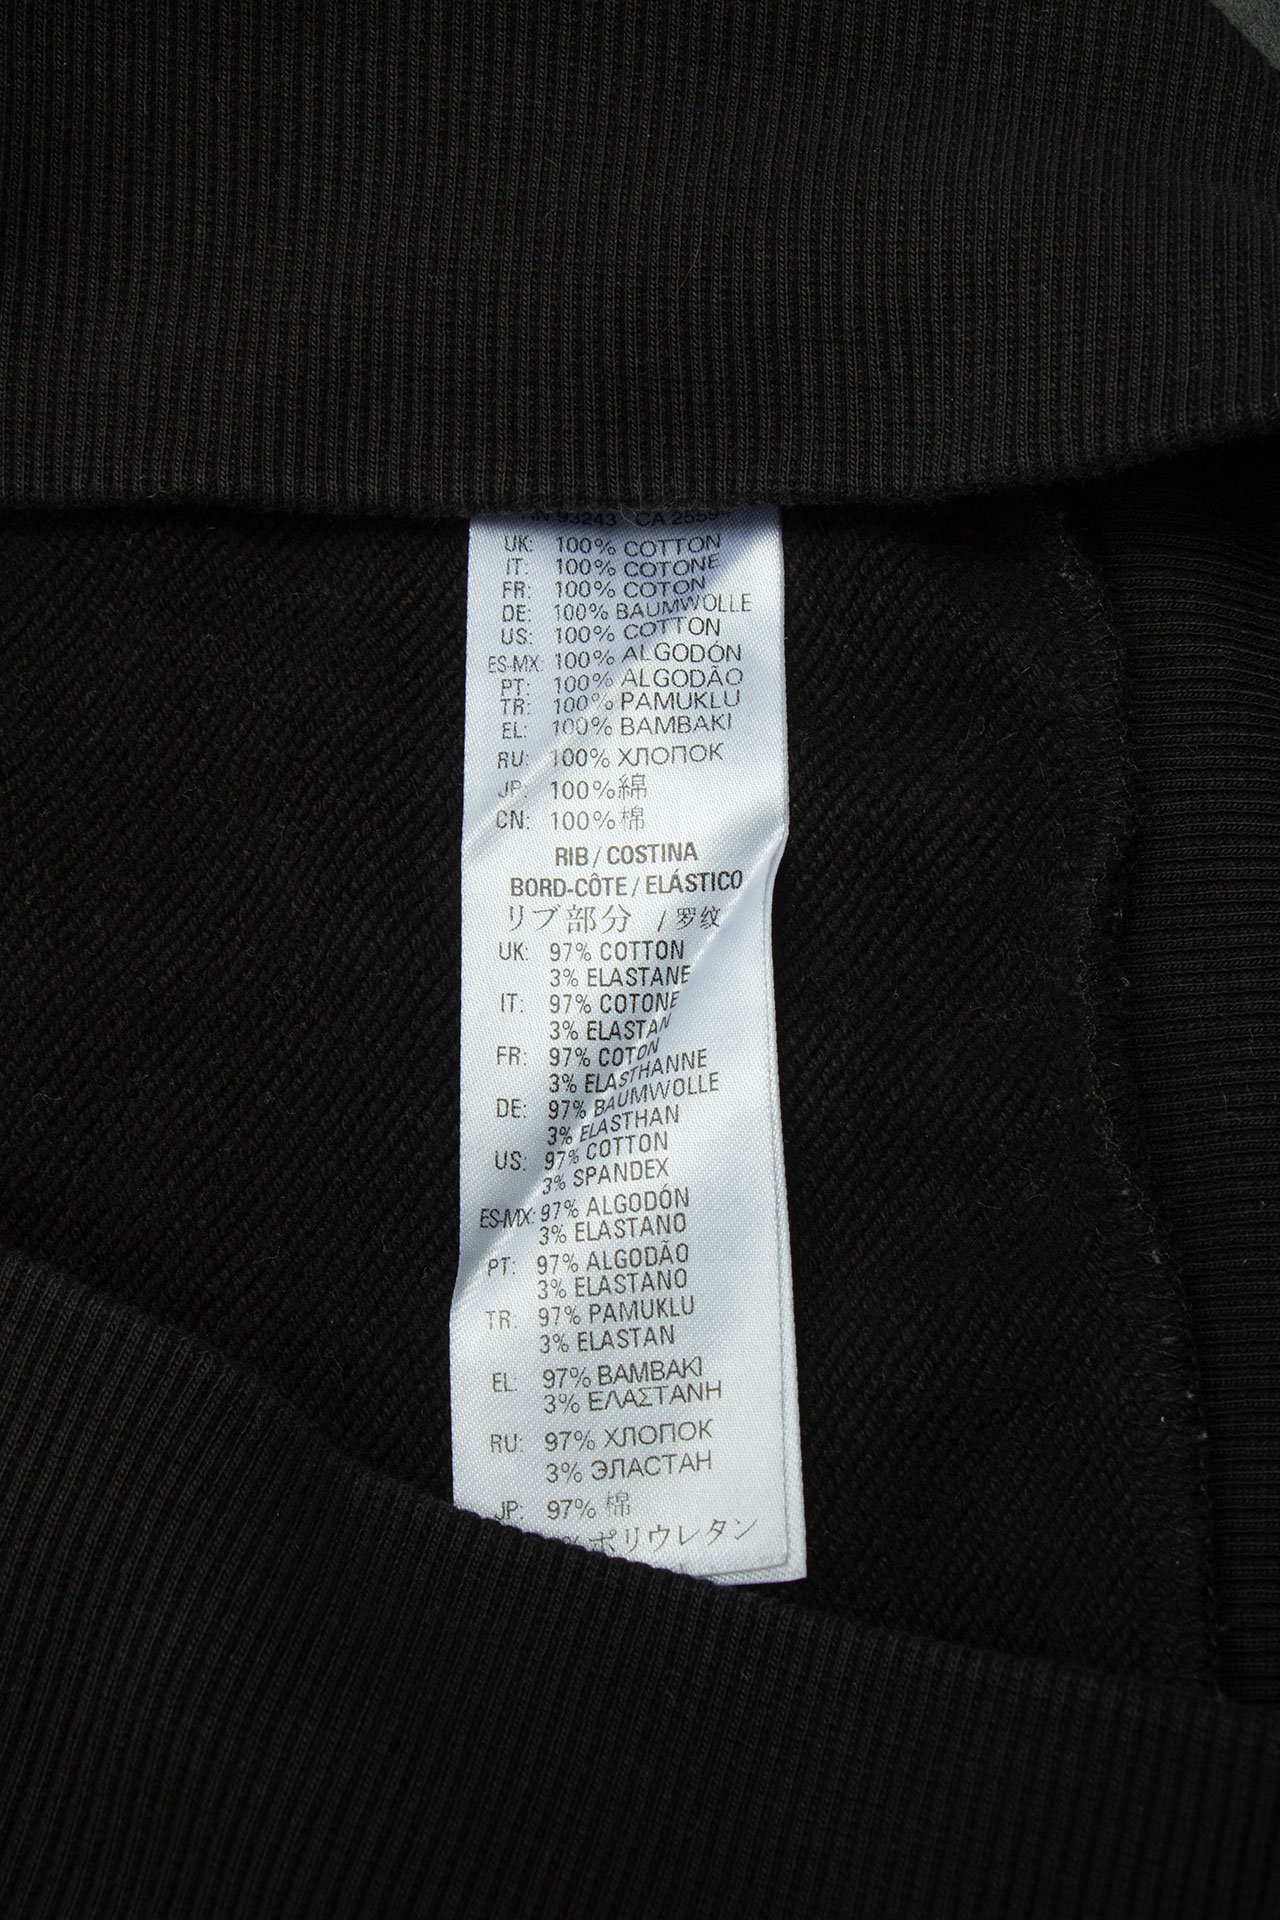 93243 CA 2559
UK: 100% COTTON
IT: 100% COTONE
FR: 100% COTON
DE: 100% BAUMWOLLE
US: 100% COTTON
ES-MX: 100% ALGODÓN
PT: 100% ALGODÃO
TR: 100% PAMUKLU
EL: 100% BAMBAKI
RU: 100% ХЛОПОК
JP: 100%綿
CN: 100%棉
RIB / COSTINA
BORD-CÔTE / ELÁSTICO
リブ部分 / 罗纹
UK: 97% COTTON
3% ELASTANE
IT: 97% COTONE
3% ELASTAN
FR: 97% COTON
3% ELASTHANNE
DE: 97% BAUMWOLLE
3% ELASTHAN
US: 97% COTTON
3% SPANDEX
ES-MX: 97% ALGODÓN
3% ELASTANO
PT: 97% ALGODÃO
3% ELASTANO
TR: 97% PAMUKLU
3% ELASTAN
EL: 97% BAMBAKI
3% ΕΛΑΣΤΑΝΗ
RU: 97% ХЛОПОК
3% ЭЛАСТАН
JP: 97% 棉
% ポリウレタン